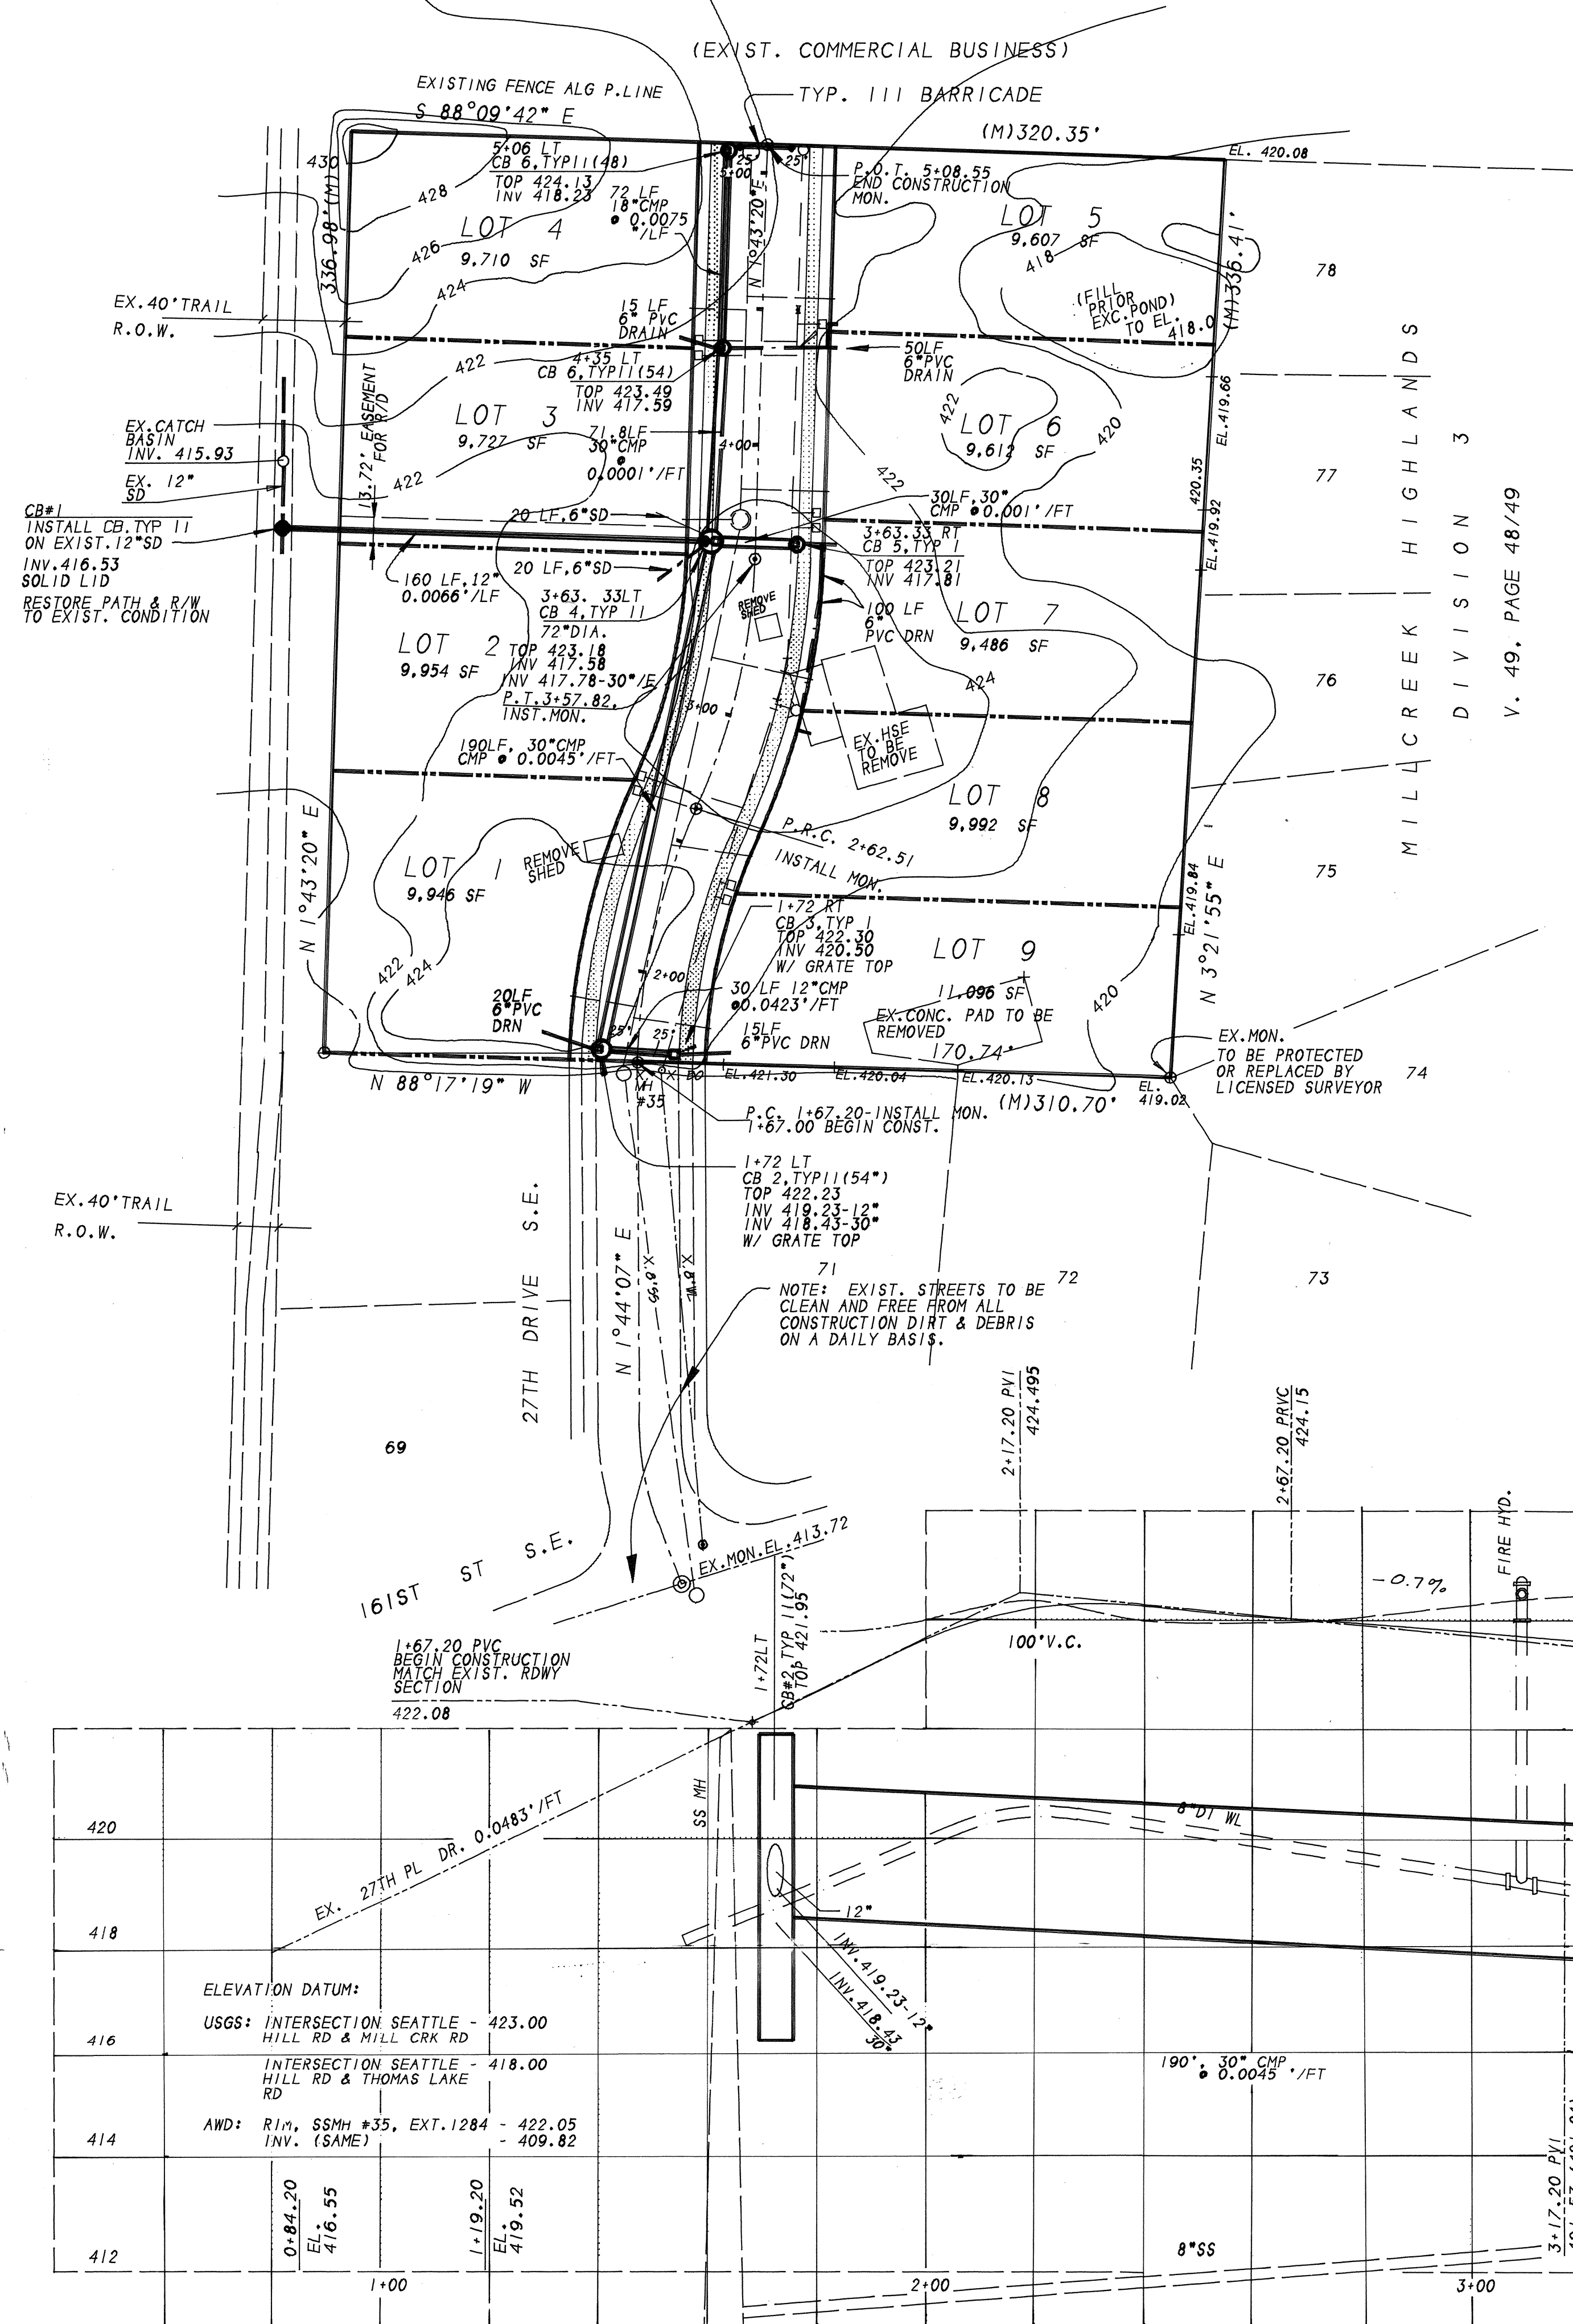 (EXIST. COMMERCIAL BUSINESS)
EXISTING FENCE ALG P.LINE
S 88°09'42" E
TYP. III BARRICADE
(M)320.35'
EL. 420.08
430
428
426
424
422
336.98'(M)
5+06 LT
CB 6,TYPII(48)
TOP 424.13
INV 418.23
72 LF
18"CMP
@ 0.0075
"/LF
25'
25'
5+00
N 1°43'20"E
P.O.T. 5+08.55
END CONSTRUCTION
MON.
LOT 4
9,710 SF
LOT 5
9,607 SF
418
(FILL
PRIOR
EXC.POND)
TO EL.
418.0
(M)336.41'
78
EX.40'TRAIL
R.O.W.
15 LF
6" PVC
DRAIN
50LF
6"PVC
DRAIN
4+35 LT
CB 6,TYPII(54)
TOP 423.49
INV 417.59
13.72' EASEMENT
FOR R/D
LOT 3
9,727 SF
422
71.8LF
30"CMP
@
0.0001'/FT
4+00
422
LOT 6
9,612 SF
420
422
EL.419.66
420.35
EL.419.92
77
EX.CATCH
BASIN
INV. 415.93
EX. 12"
SD
CB#1
INSTALL CB,TYP II
ON EXIST.12"SD
INV.416.53
SOLID LID
RESTORE PATH & R/W
TO EXIST. CONDITION
20 LF,6"SD
30LF,30"
CMP @ 0.001'/FT
3+63.33 RT
CB 5,TYP I
TOP 423.21
INV 417.81
20 LF,6"SD
160 LF,12"
0.0066'/LF
3+63. 33LT
CB 4,TYP II
72"DIA.
TOP 423.18
INV 417.58
INV 417.78-30"/E
P.T.3+57.82,
INST.MON.
REMOVE
SHED
100 LF
6"
PVC DRN
LOT 7
9,486 SF
424
76
LOT 2
9,954 SF
3+00
EX.HSE
TO BE
REMOVE
190LF, 30"CMP
CMP @ 0.0045'/FT
LOT 8
9,992 SF
P.R.C. 2+62.51
INSTALL MON.
MILLCREEK HIGHLANDS
DIVISION 3
V. 49, PAGE 48/49
75
N 1°43'20" E
LOT 1
9,946 SF
REMOVE
SHED
1+72 RT
CB 3,TYP I
TOP 422.30
INV 420.50
W/ GRATE TOP
LOT 9
11,096 SF
EL.419.84
N 3°21'55" E
422
424
2+00
30 LF 12"CMP
@0.0423'/FT
EX.CONC. PAD TO BE
REMOVED
170.74'
420
20LF
6"PVC
DRN
25'
25'
15LF
6"PVC DRN
EX.MON.
TO BE PROTECTED
OR REPLACED BY
LICENSED SURVEYOR
74
N 88°17'19" W
MH
#35
EL.421.30
EL.420.04
EL.420.13
EL.
419.02
(M)310.70'
P.C. 1+67.20-INSTALL MON.
1+67.00 BEGIN CONST.
1+72 LT
CB 2,TYPII(54")
TOP 422.23
INV 419.23-12"
INV 418.43-30"
W/ GRATE TOP
EX.40'TRAIL
R.O.W.
27TH DRIVE S.E.
N 1°44'07" E
X.8"SS
X.8"WL
71
72
73
NOTE: EXIST. STREETS TO BE
CLEAN AND FREE FROM ALL
CONSTRUCTION DIRT & DEBRIS
ON A DAILY BASIS.
69
161ST ST S.E.
EX.MON.EL.413.72
2+17.20 PVI
424.495
2+67.20 PRVC
424.15
FIRE HYD.
-0.7%
100'V.C.
1+67.20 PVC
BEGIN CONSTRUCTION
MATCH EXIST. RDWY
SECTION
422.08
1+72LT
CB#2,TYP II(72")
TOP 421.95
EX. 27TH PL DR. 0.0483'/FT
SS MH
8"DI WL
12"
INV.419.23-12"
INV.418.43
30"
420
418
416
414
412
ELEVATION DATUM:
USGS: INTERSECTION SEATTLE - 423.00
HILL RD & MILL CRK RD
INTERSECTION SEATTLE - 418.00
HILL RD & THOMAS LAKE
RD
AWD: RIM, SSMH #35, EXT.1284 - 422.05
INV. (SAME) - 409.82
190', 30" CMP
@ 0.0045 '/FT
0+84.20
EL.
416.55
1+19.20
EL.
419.52
8"SS
3+17.20 PVI
1+00
2+00
3+00